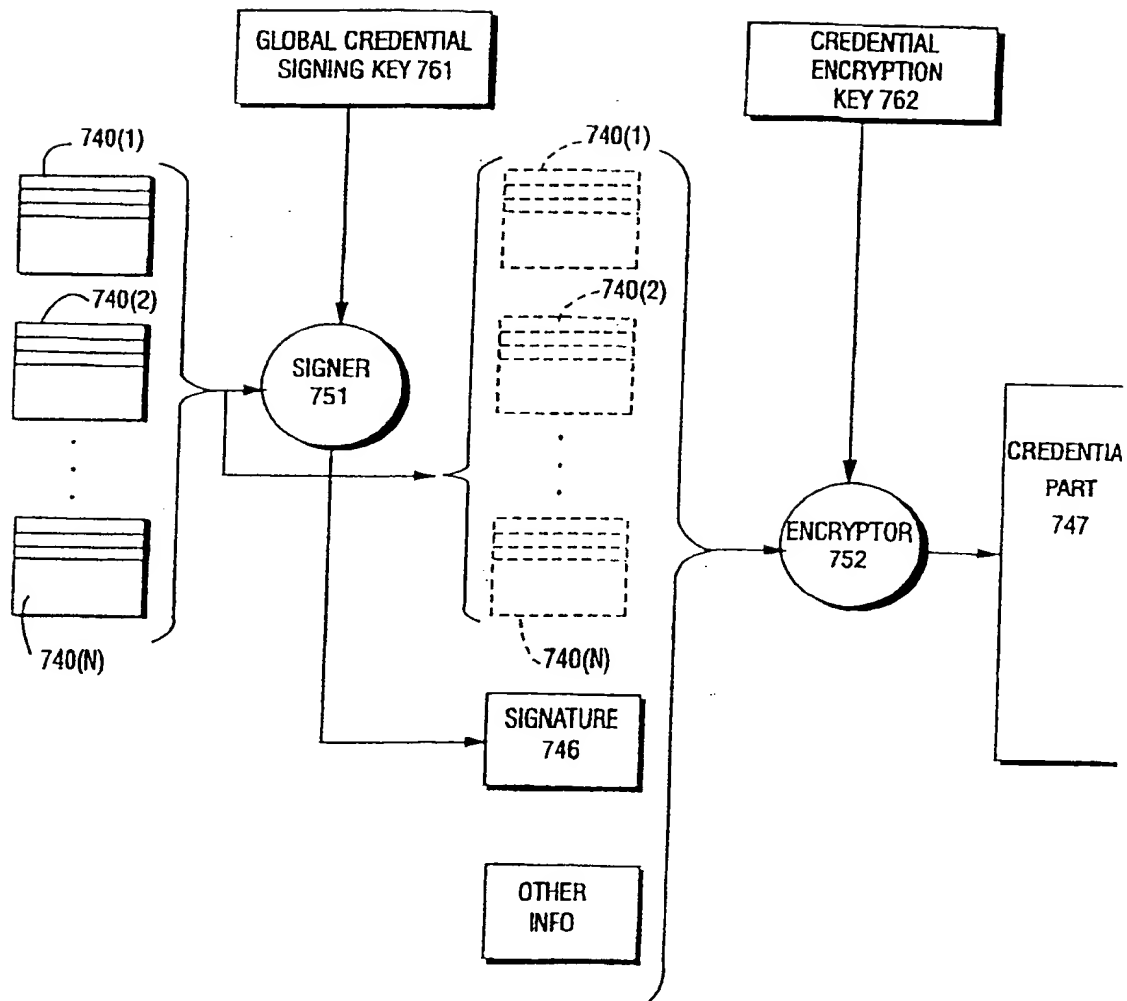 GLOBAL CREDENTIAL
SIGNING KEY 761
CREDENTIAL
ENCRYPTION
KEY 762
740(1)
740(1)
740(2)
740(2)
SIGNER
751
CREDENTIA
PART
747
ENCRYPTOR
752
740(N)
740(N)
SIGNATURE
746
OTHER
INFO